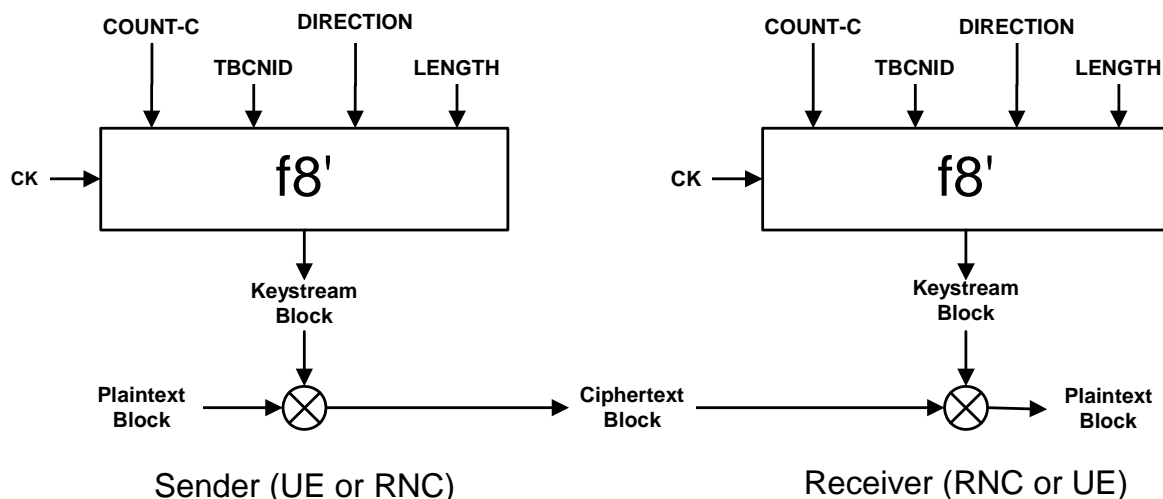 COUNT-C
DIRECTION
TBCNID
LENGTH
CK
f8'
Keystream
Block
Plaintext
Block
Sender (UE or RNC)
COUNT-C
DIRECTION
TBCNID
LENGTH
CK
f8'
Keystream
Block
Ciphertext
Block
Plaintext
Block
Receiver (RNC or UE)